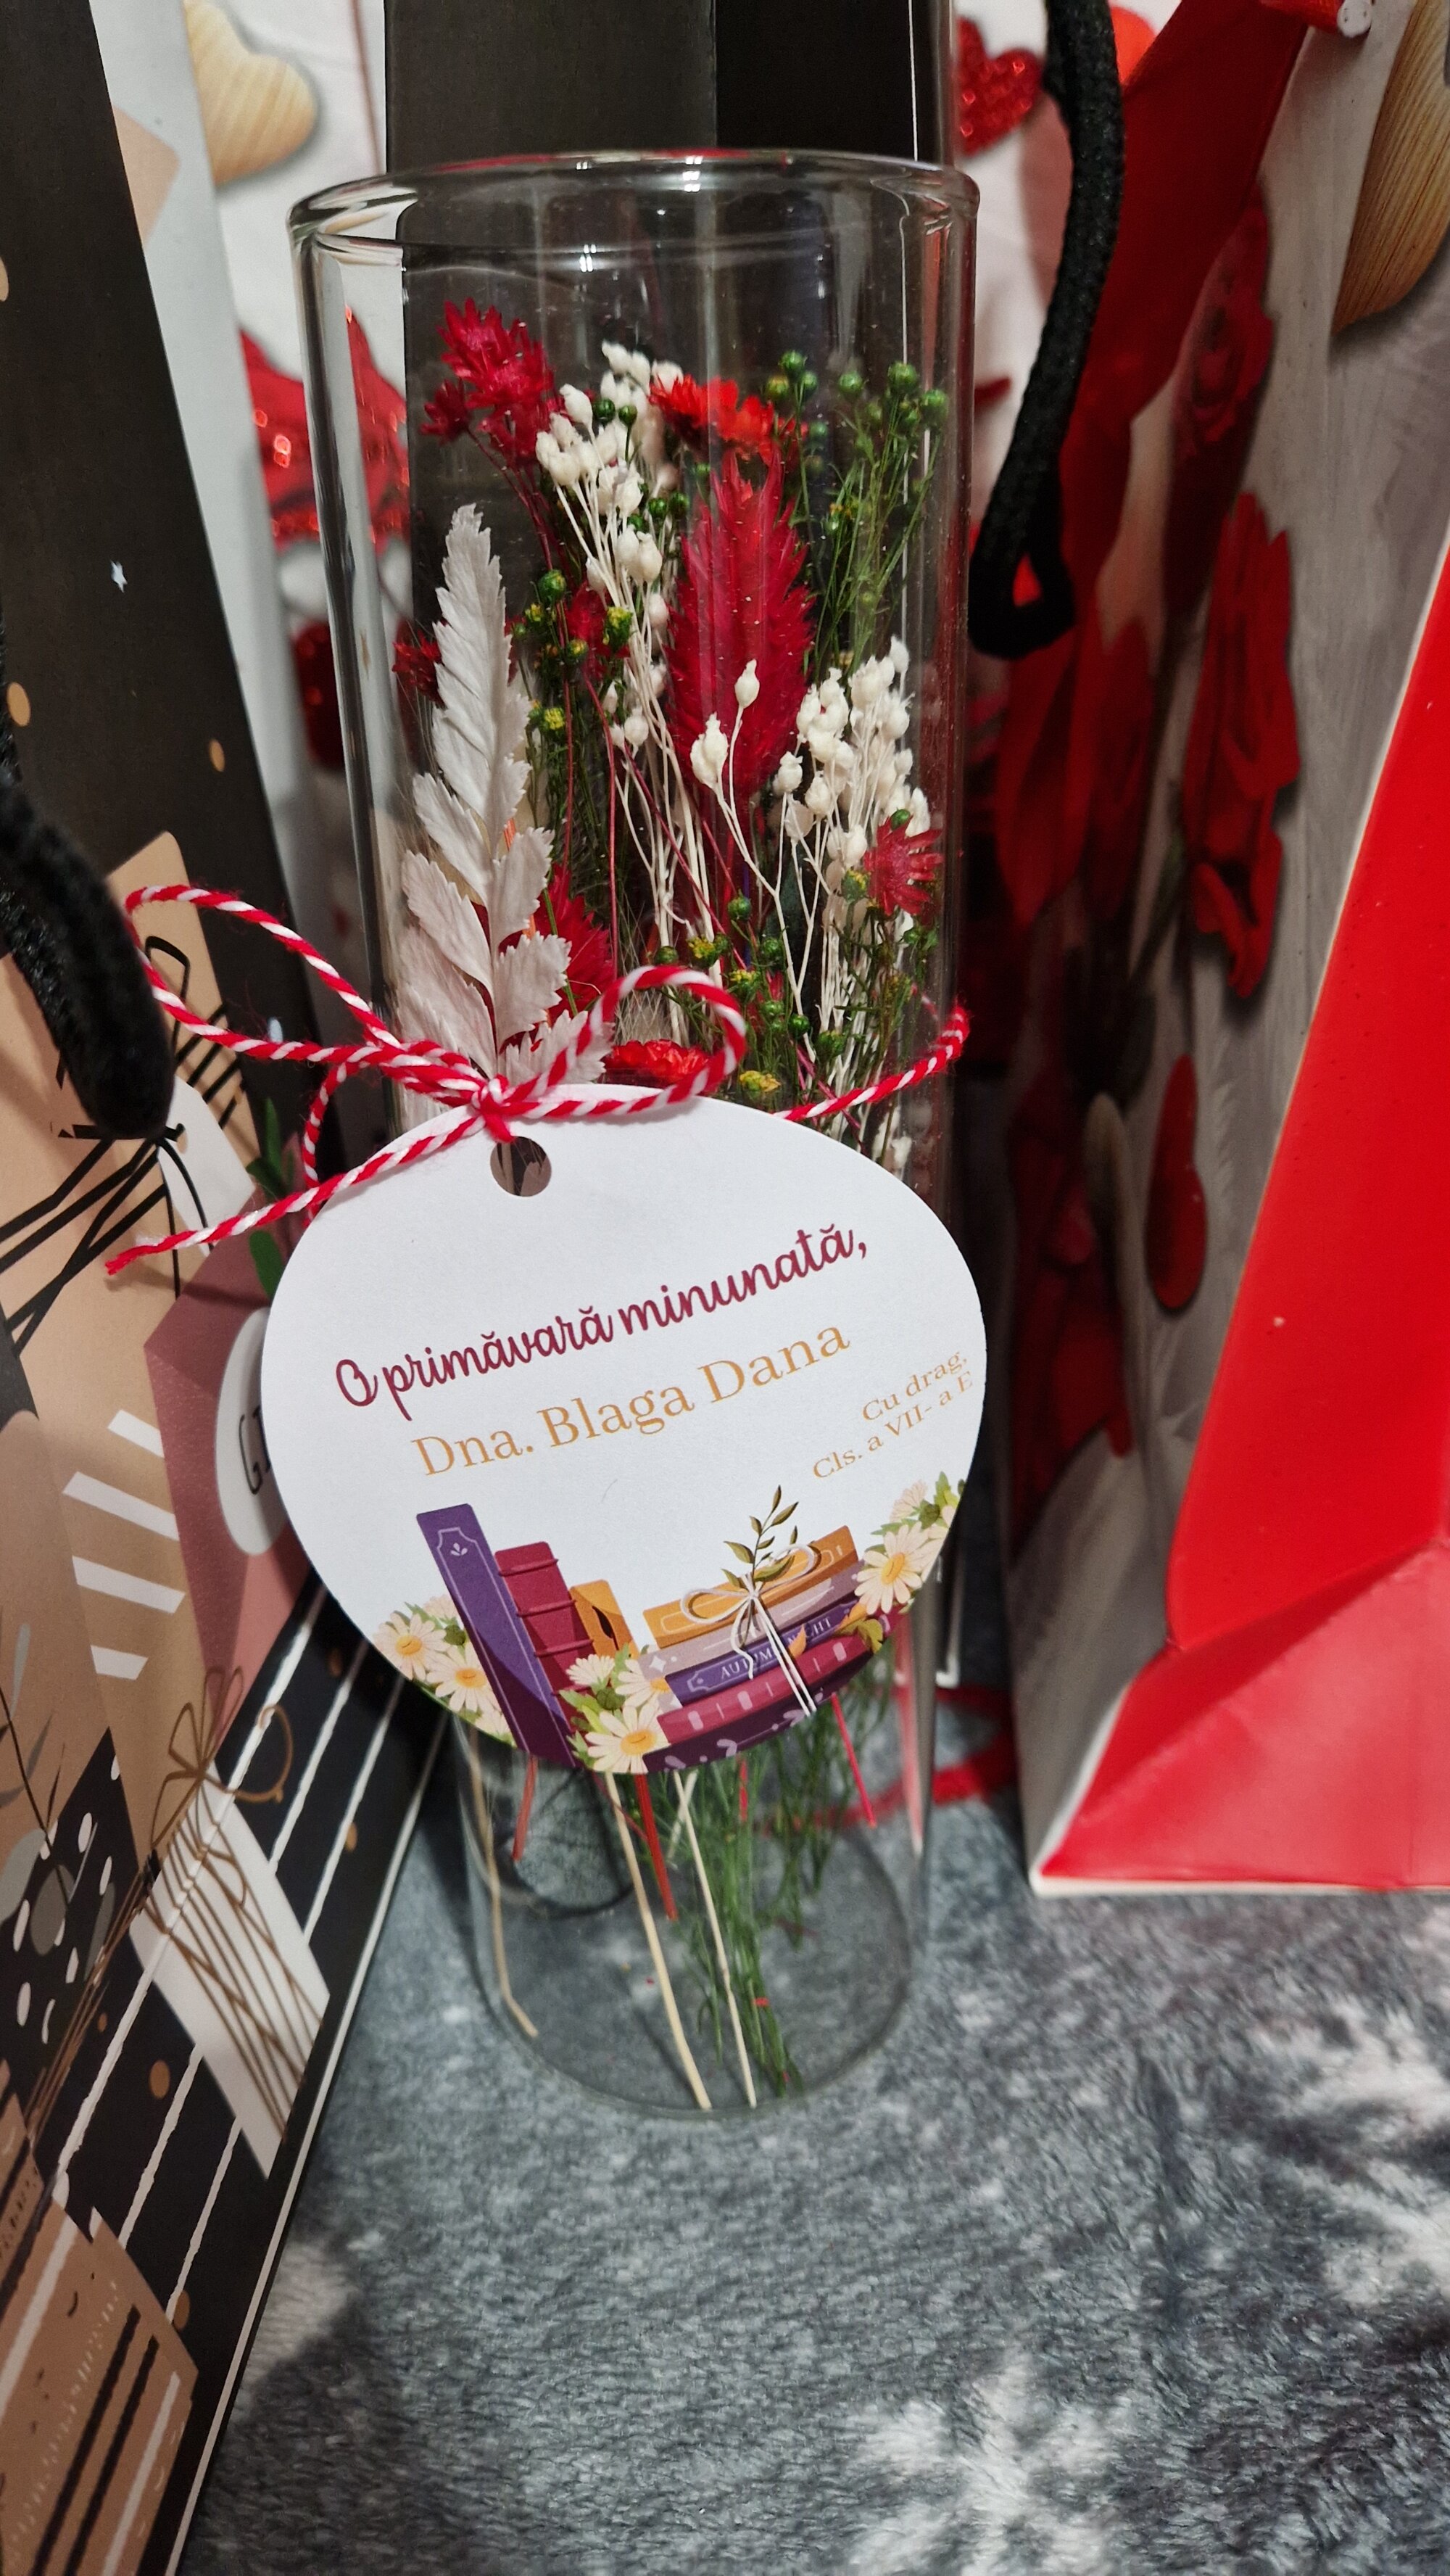 O primăvară minunată,
Dna. Blaga Dana
Cu drag,
Cls. a VII- a E